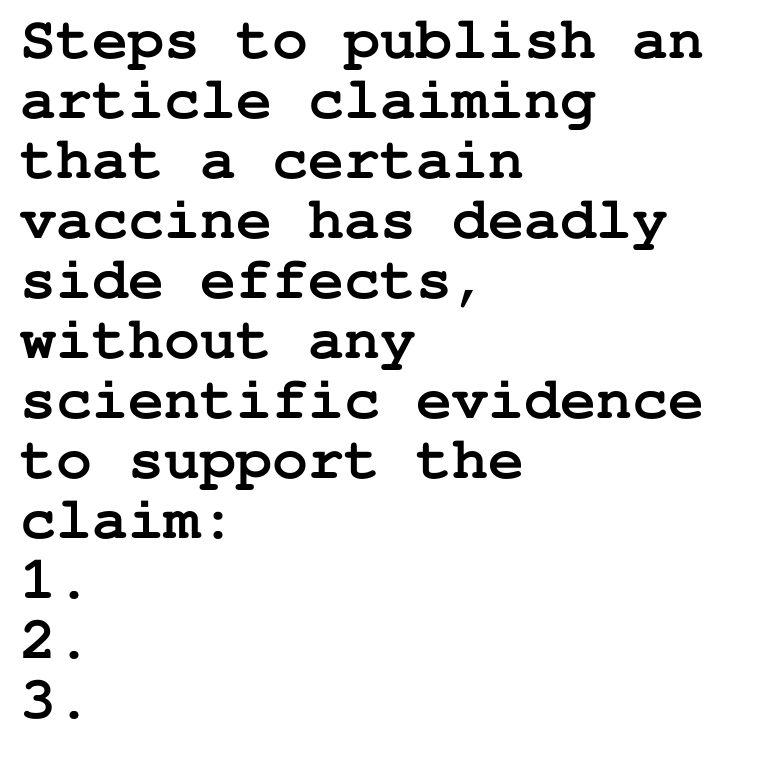 Steps to publish an
article claiming
that a certain
vaccine has deadly
side effects,
without any
scientific evidence
to support the
claim:
1.
2.
3.